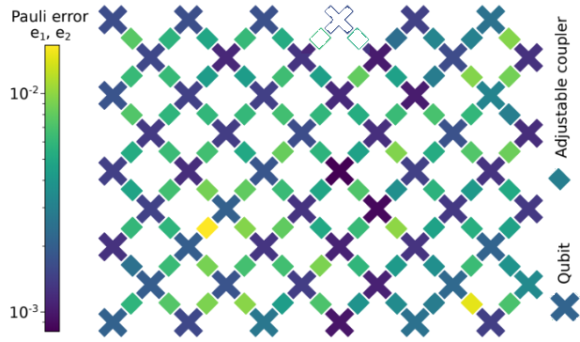 Pauli error
e₁, e₂
10⁻²
10⁻³
Adjustable coupler
Qubit